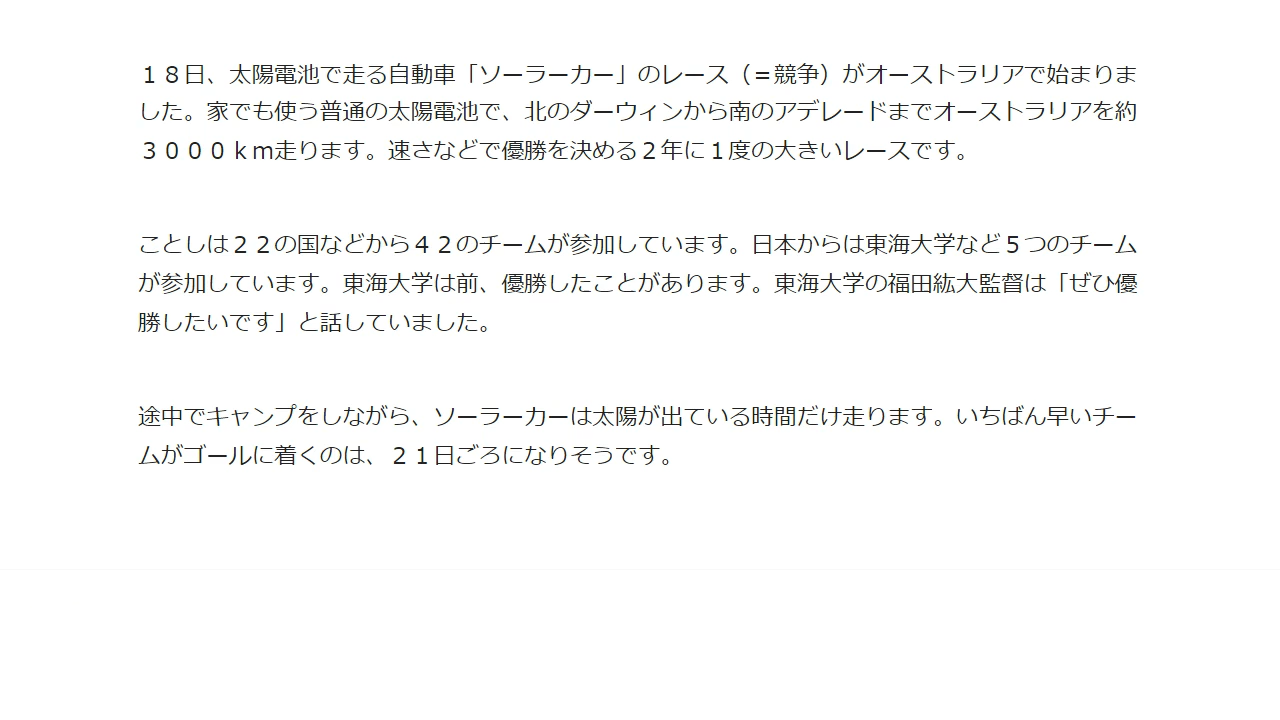 １８日、太陽電池で走る自動車「ソーラーカー」のレース（＝競争）がオーストラリアで始まりま
した。家でも使う普通の太陽電池で、北のダーウィンから南のアデレードまでオーストラリアを約
３０００ｋｍ走ります。速さなどで優勝を決める２年に１度の大きいレースです。
ことしは２２の国などから４２のチームが参加しています。日本からは東海大学など５つのチーム
が参加しています。東海大学は前、優勝したことがあります。東海大学の福田紘大監督は「ぜひ優
勝したいです」と話していました。
途中でキャンプをしながら、ソーラーカーは太陽が出ている時間だけ走ります。いちばん早いチー
ムがゴールに着くのは、２１日ごろになりそうです。